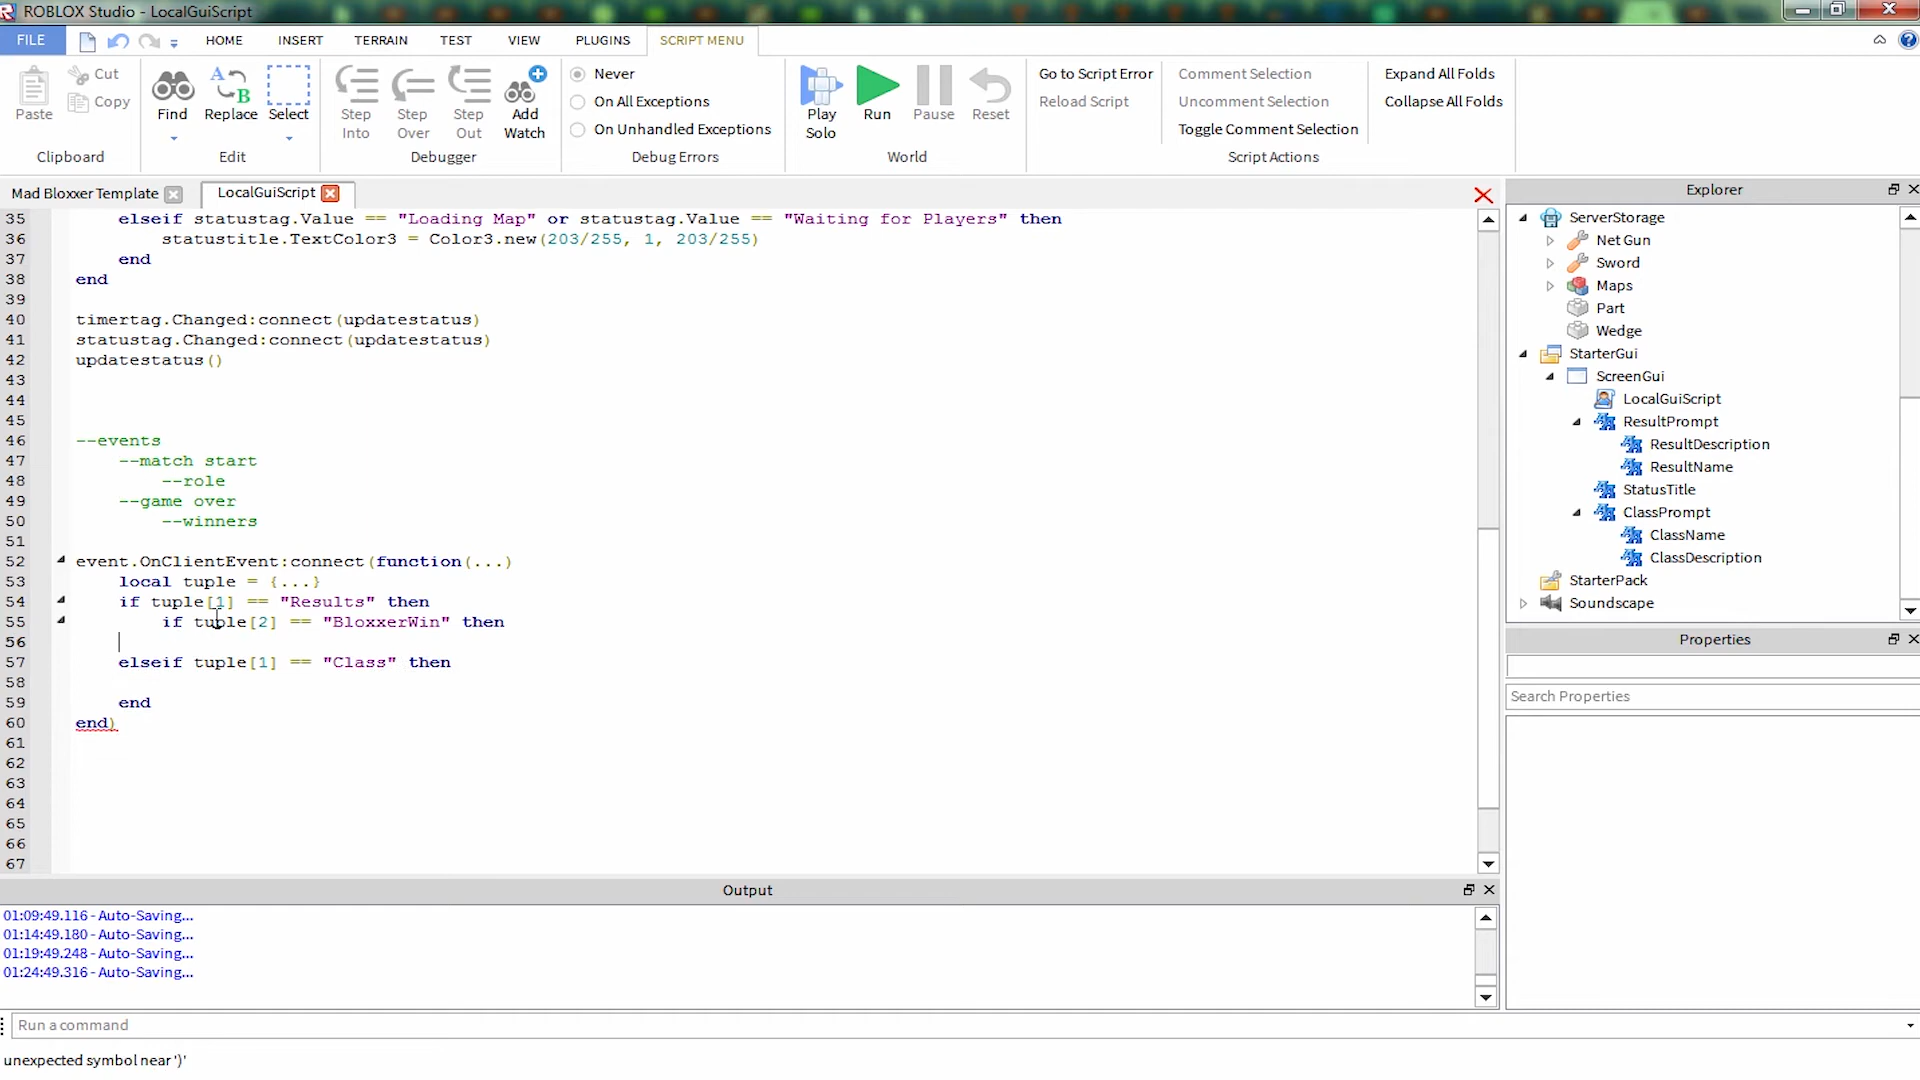 ROBLOX Studio - LocalGuiScript
FILE
HOME
INSERT
TERRAIN
TEST
VIEW
PLUGINS
SCRIPT MENU
Paste
Cut
Copy
Clipboard
Find
Replace
Select
Edit
Step Into
Step Over
Step Out
Add Watch
Debugger
Never
On All Exceptions
On Unhandled Exceptions
Debug Errors
Play Solo
Run
Pause
Reset
World
Go to Script Error
Reload Script
Comment Selection
Uncomment Selection
Toggle Comment Selection
Script Actions
Expand All Folds
Collapse All Folds
Mad Bloxxer Template
LocalGuiScript
35 elseif statustag.Value == "Loading Map" or statustag.Value == "Waiting for Players" then
36 statustitle.TextColor3 = Color3.new(203/255, 1, 203/255)
37 end
38 end
39
40 timertag.Changed:connect(updatestatus)
41 statustag.Changed:connect(updatestatus)
42 updatestatus()
43
44
45
46 --events
47 --match start
48 --role
49 --game over
50 --winners
51
52 event.OnClientEvent:connect(function(...)
53 local tuple = {...}
54 if tuple[1] == "Results" then
55 if tuple[2] == "BloxxerWin" then
56
57 elseif tuple[1] == "Class" then
58
59 end
60 end)
61
62
63
64
65
66
67
Explorer
ServerStorage
Net Gun
Sword
Maps
Part
Wedge
StarterGui
ScreenGui
LocalGuiScript
ResultPrompt
ResultDescription
ResultName
StatusTitle
ClassPrompt
ClassName
ClassDescription
StarterPack
Soundscape
Properties
Search Properties
Output
01:09:49.116 - Auto-Saving...
01:14:49.180 - Auto-Saving...
01:19:49.248 - Auto-Saving...
01:24:49.316 - Auto-Saving...
Run a command
unexpected symbol near ')'